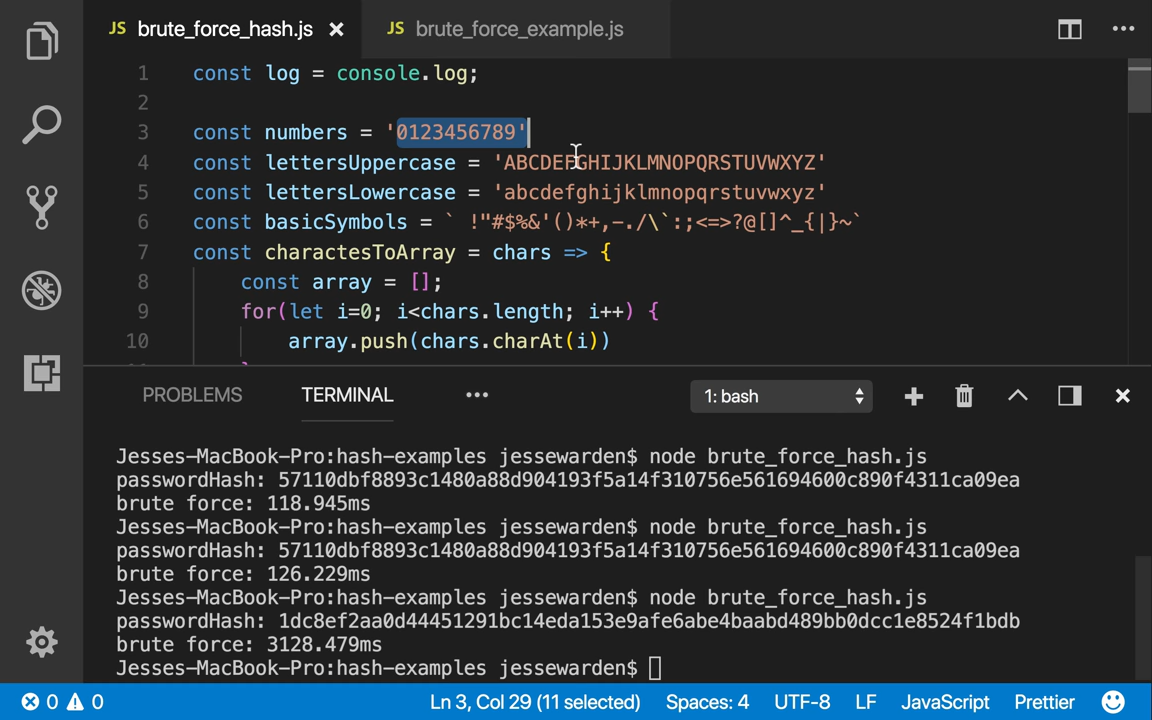 JS brute_force_hash.js × JS brute_force_example.js
1 const log = console.log;
2
3 const numbers = '0123456789'
4 const lettersUppercase = 'ABCDEFGHIJKLMNOPQRSTUVWXYZ'
5 const lettersLowercase = 'abcdefghijklmnopqrstuvwxyz'
6 const basicSymbols = ` !"#$%&'()*+,-./\`:;<=>?@[]^_{|}~`
7 const charactesToArray = chars => {
8 const array = [];
9 for(let i=0; i<chars.length; i++) {
10 array.push(chars.charAt(i))
PROBLEMS TERMINAL ••• 1: bash
Jesses-MacBook-Pro:hash-examples jessewarden$ node brute_force_hash.js
passwordHash: 57110dbf8893c1480a88d904193f5a14f310756e561694600c890f4311ca09ea
brute force: 118.945ms
Jesses-MacBook-Pro:hash-examples jessewarden$ node brute_force_hash.js
passwordHash: 57110dbf8893c1480a88d904193f5a14f310756e561694600c890f4311ca09ea
brute force: 126.229ms
Jesses-MacBook-Pro:hash-examples jessewarden$ node brute_force_hash.js
passwordHash: 1dc8ef2aa0d44451291bc14eda153e9afe6abe4baabd489bb0dcc1e8524f1bdb
brute force: 3128.479ms
Jesses-MacBook-Pro:hash-examples jessewarden$
0 0 Ln 3, Col 29 (11 selected) Spaces: 4 UTF-8 LF JavaScript Prettier